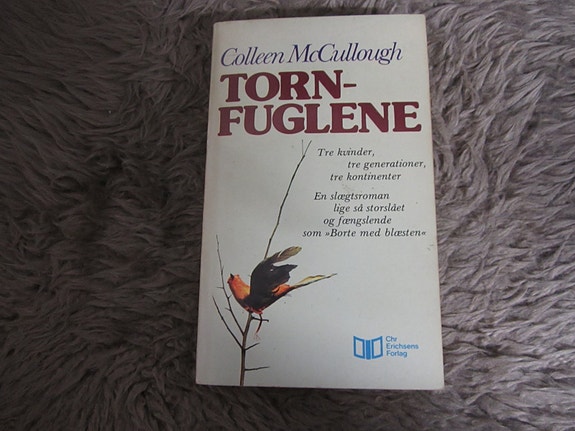 Colleen McCullough
TORN-
FUGLENE
Tre kvinder,
tre generationer,
tre kontinenter
En slægtsroman
lige så storslået
og fængslende
som »Borte med blæsten«
Chr
Erichsens
Forlag